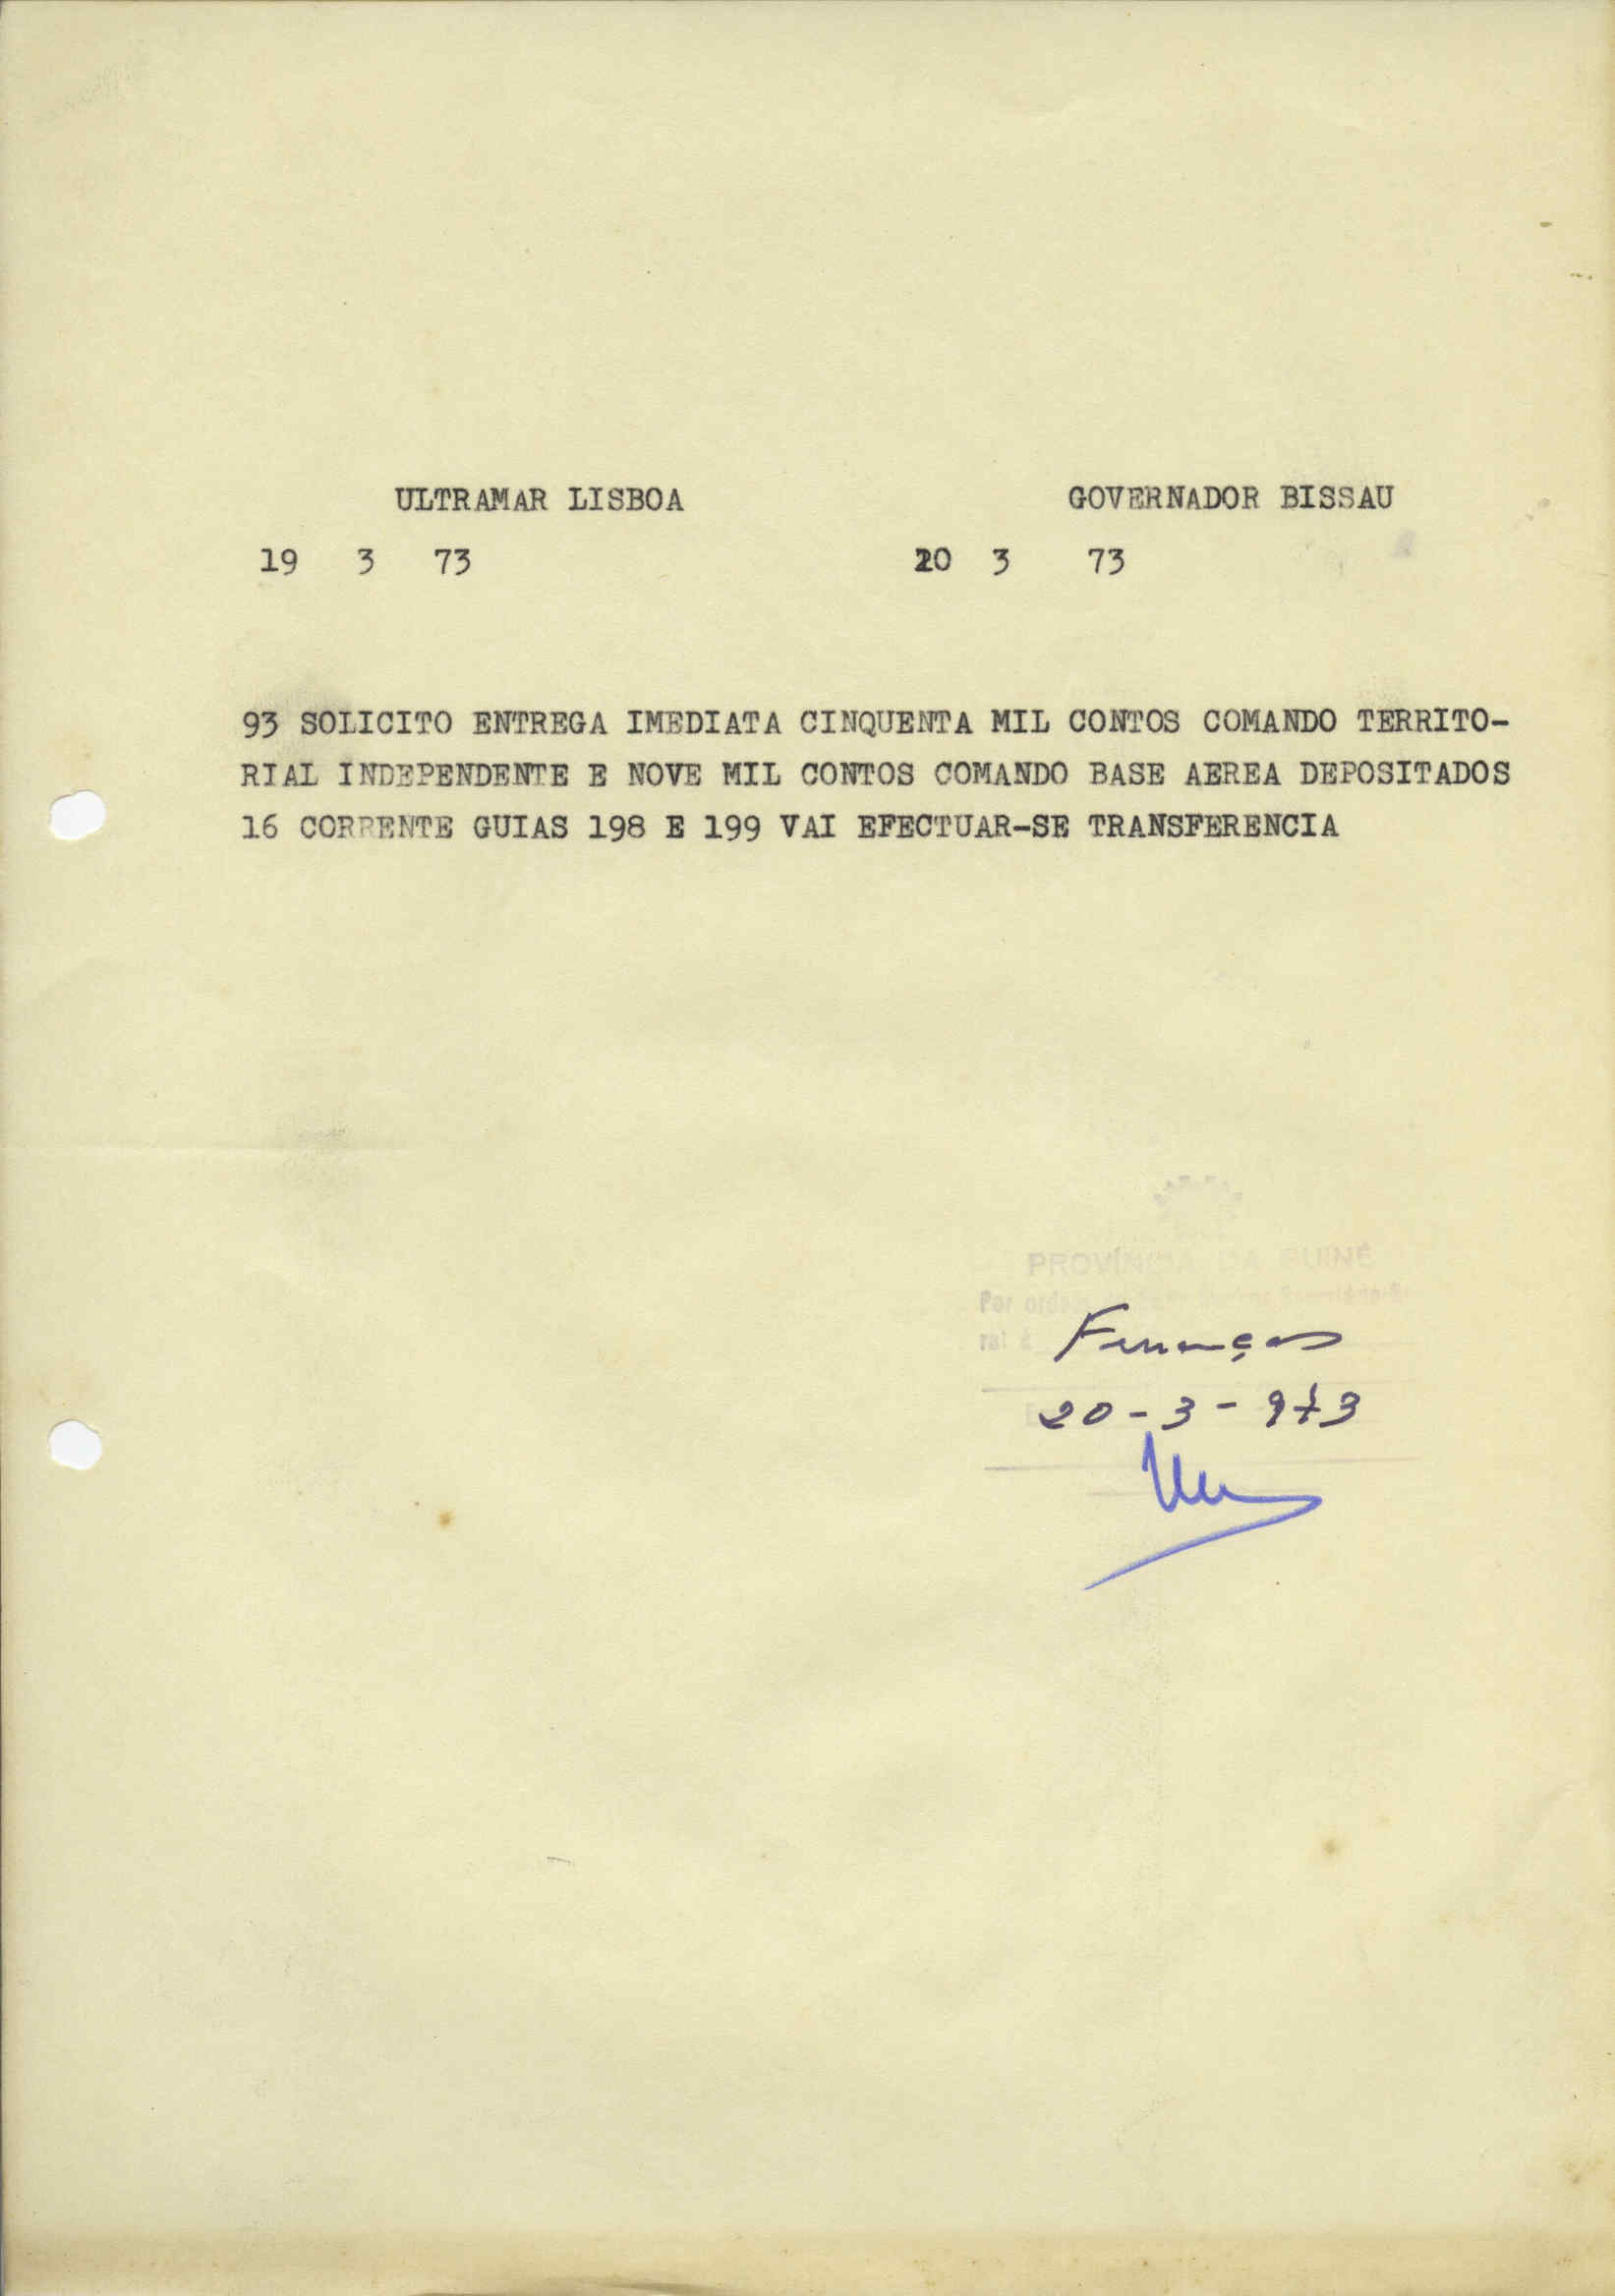 ULTRAMAR LISBOA GOVERNADOR BISSAU
19 3 73 20 3 73
93 SOLICITO ENTREGA IMEDIATA CINQUENTA MIL CONTOS COMANDO TERRITO-
RIAL INDEPENDENTE E NOVE MIL CONTOS COMANDO BASE AEREA DEPOSITADOS
16 CORRENTE GUIAS 198 E 199 VAI EFECTUAR-SE TRANSFERENCIA
PROVÍNCIA DA GUINÉ
Por ordem
Finanças
20-3-973